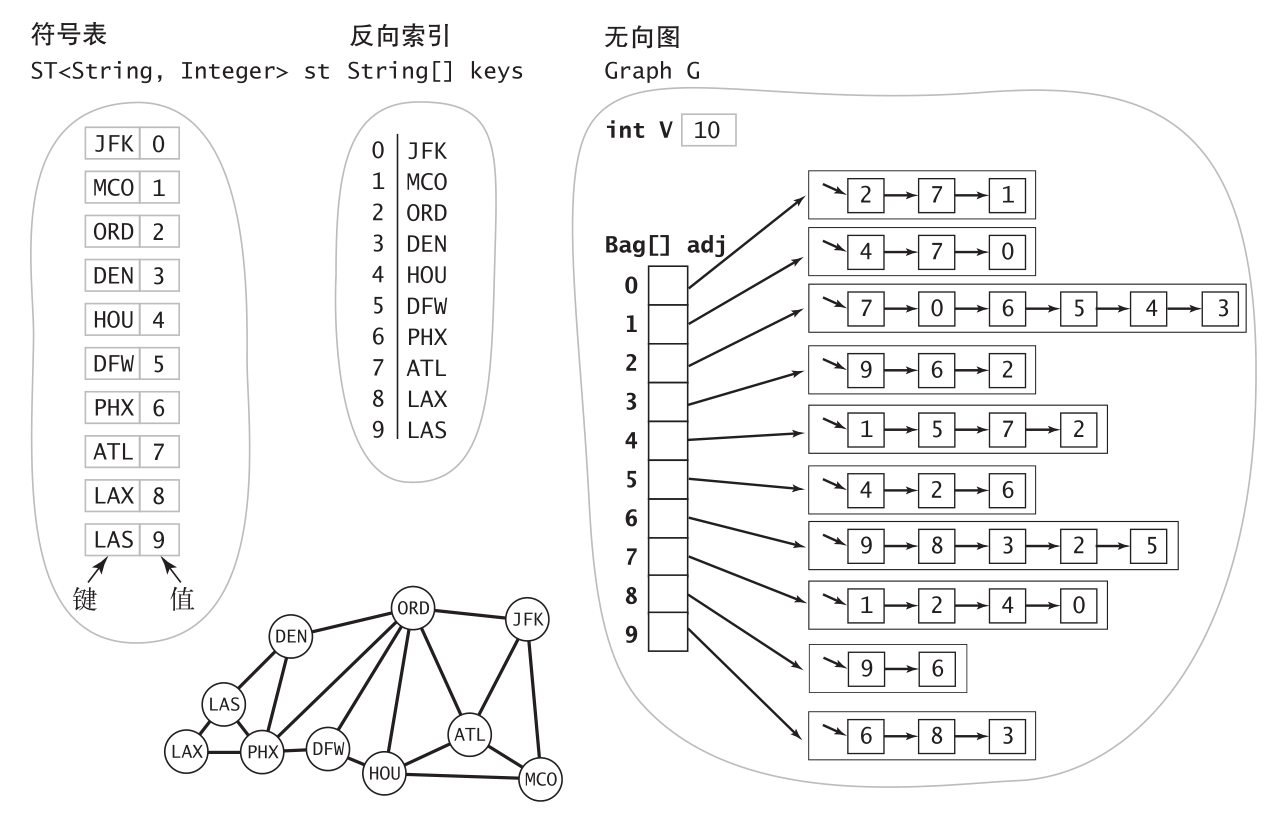 符号表
ST<String, Integer> st
JFK 0
MCO 1
ORD 2
DEN 3
HOU 4
DFW 5
PHX 6
ATL 7
LAX 8
LAS 9
键 值
反向索引
String[] keys
0 JFK
1 MCO
2 ORD
3 DEN
4 HOU
5 DFW
6 PHX
7 ATL
8 LAX
9 LAS
无向图
Graph G
int V 10
Bag[] adj
0
1
2
3
4
5
6
7
8
9
2 7 1
4 7 0
7 0 6 5 4 3
9 6 2
1 5 7 2
4 2 6
9 8 3 2 5
1 2 4 0
9 6
6 8 3
ORD
JFK
DEN
LAS
ATL
LAX
PHX
DFW
HOU
MCO